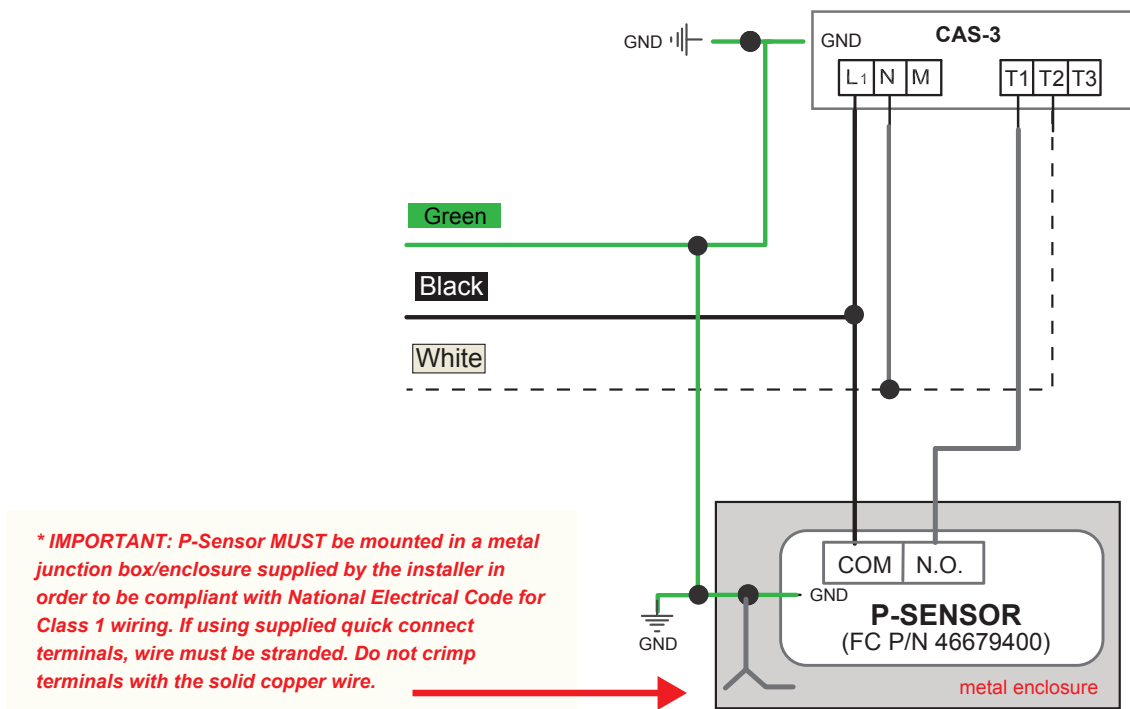 GND
GND
CAS-3
L1 N M
T1 T2 T3
Green
Black
White
* IMPORTANT: P-Sensor MUST be mounted in a metal
junction box/enclosure supplied by the installer in
order to be compliant with National Electrical Code for
Class 1 wiring. If using supplied quick connect
terminals, wire must be stranded. Do not crimp
terminals with the solid copper wire.
COM N.O.
GND
P-SENSOR
(FC P/N 46679400)
GND
metal enclosure